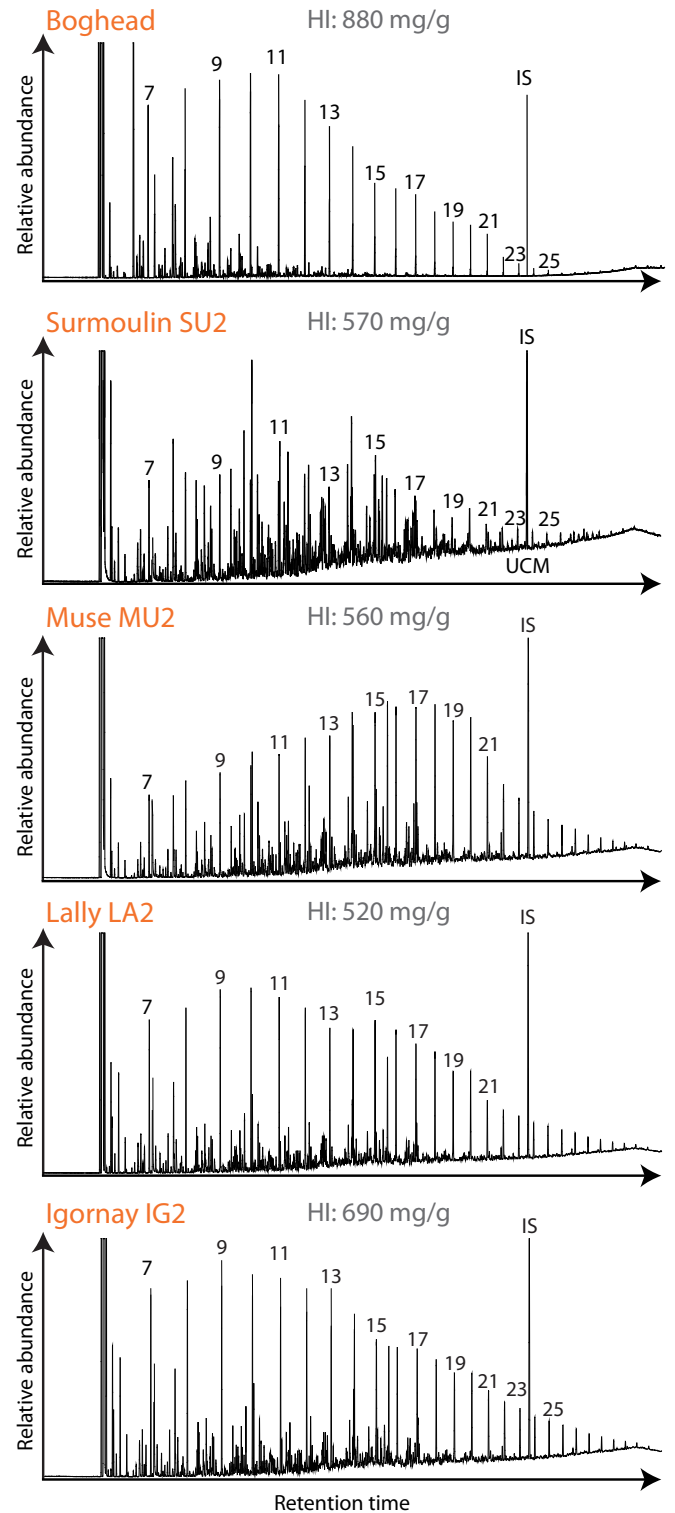 Boghead HI: 880 mg/g
Relative abundance
7 9 11 13 15 17 19 21 23 IS 25
Surmoulin SU2 HI: 570 mg/g
Relative abundance
7 9 11 13 15 17 19 21 23 IS 25
UCM
Muse MU2 HI: 560 mg/g
Relative abundance
7 9 11 13 15 17 19 21 IS
Lally LA2 HI: 520 mg/g
Relative abundance
7 9 11 13 15 17 19 21 IS
Igornay IG2 HI: 690 mg/g
Relative abundance
7 9 11 13 15 17 19 21 23 IS 25
Retention time